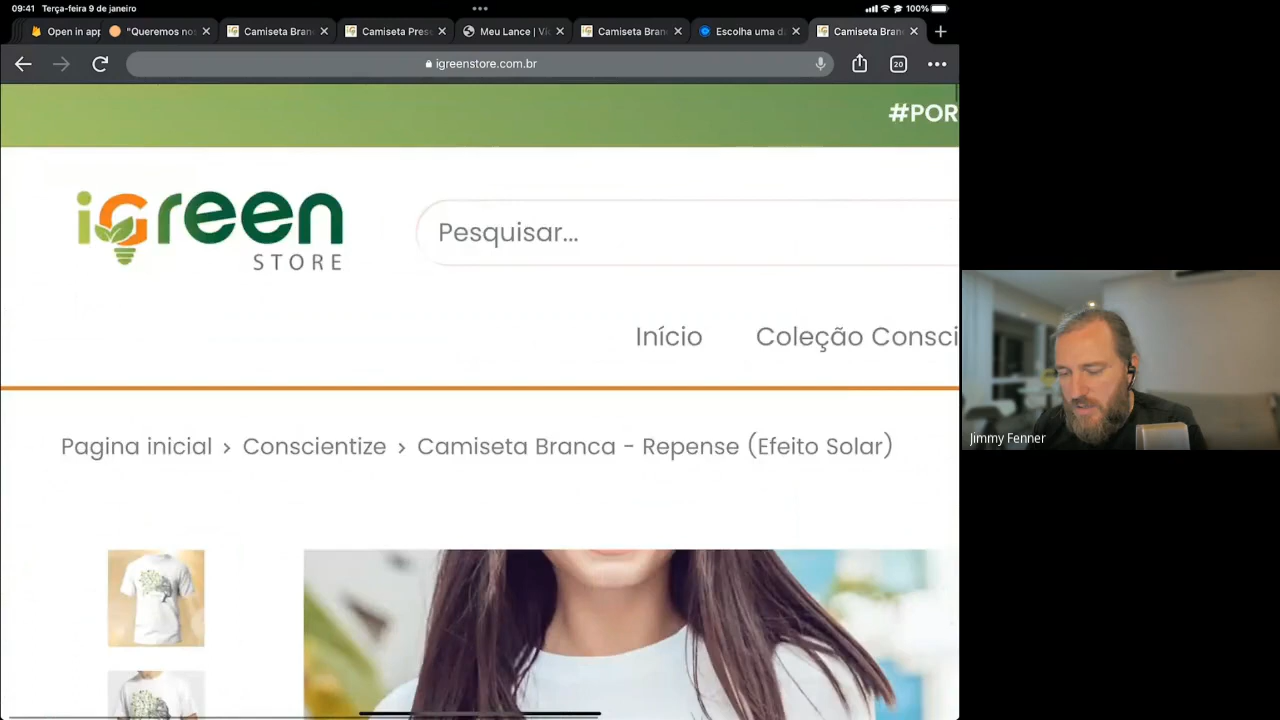 09:41 Terça-feira 9 de janeiro
100%
Open in app
"Queremos no
Camiseta Bran
Camiseta Pres
Meu Lance | Vi
Camiseta Bran
Escolha uma d
Camiseta Bran
igreenstore.com.br
20
#POR
igreen
STORE
Pesquisar...
Início Coleção Consci
Pagina inicial > Conscientize > Camiseta Branca - Repense (Efeito Solar)
Jimmy Fenner